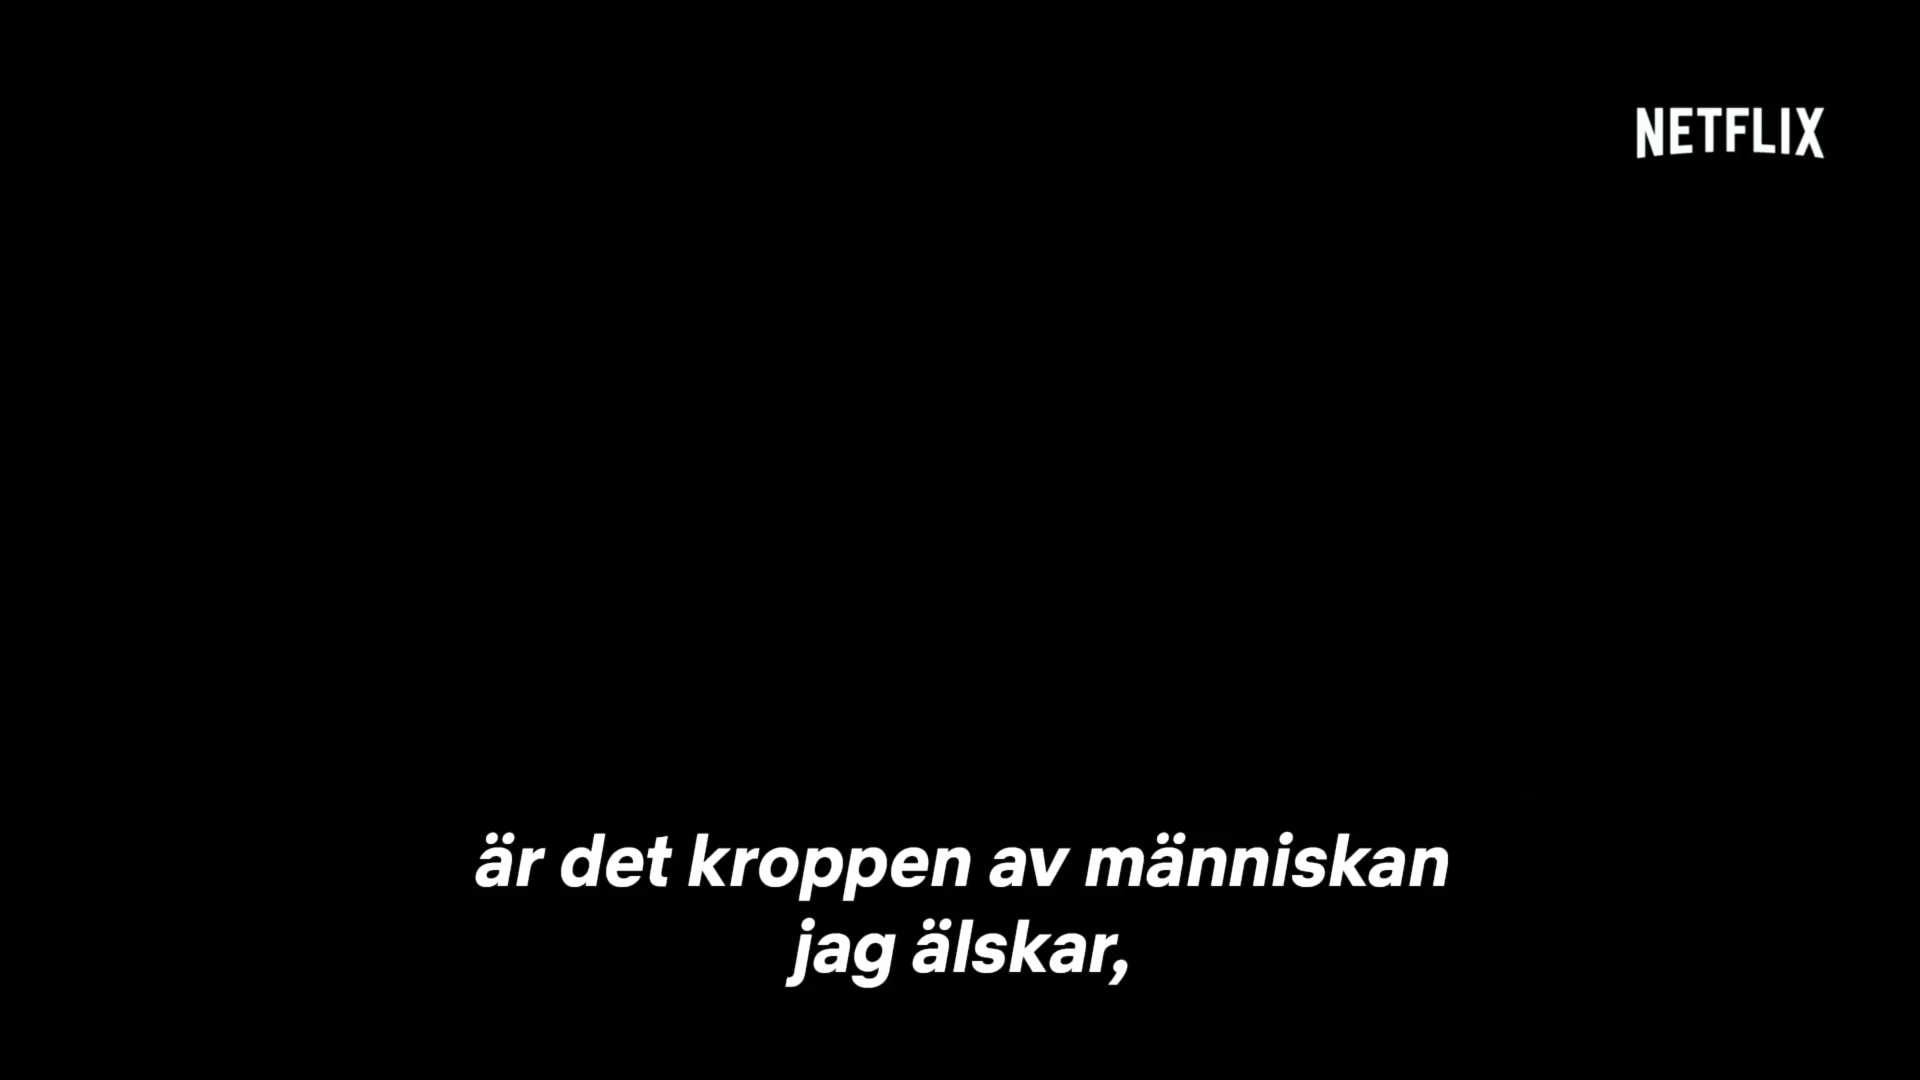 NETFLIX
är det kroppen av människan
jag älskar,